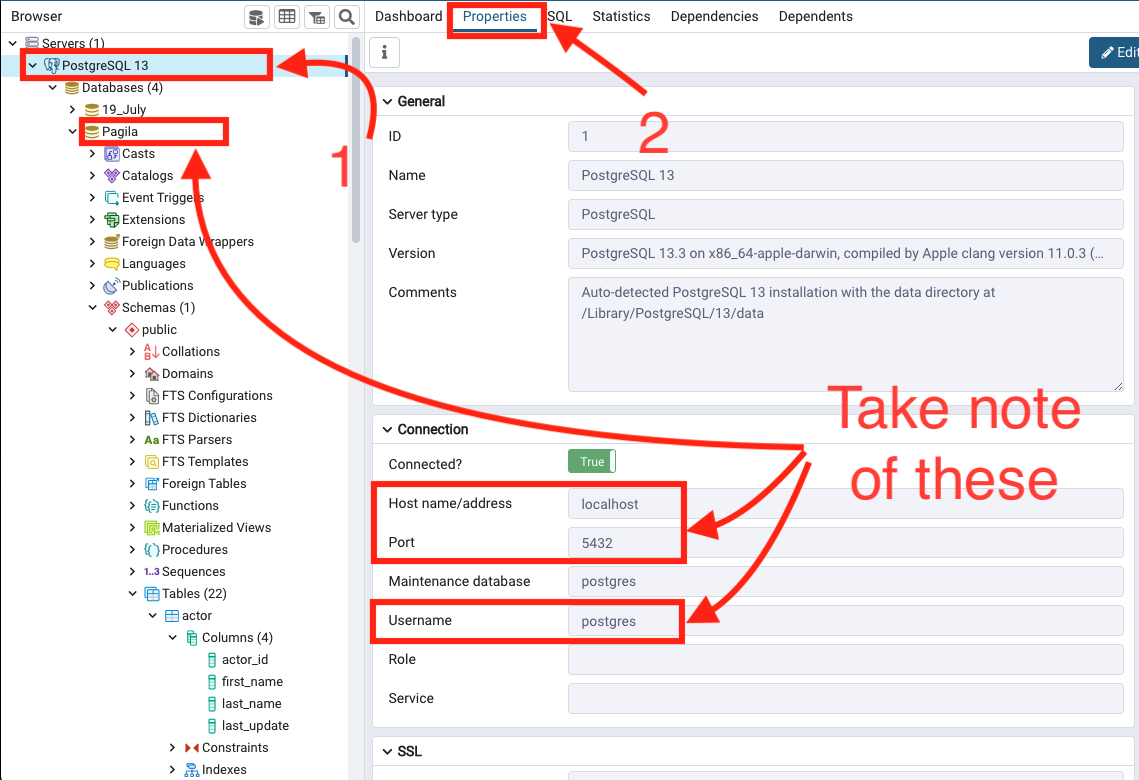 Browser
Servers (1)
PostgreSQL 13
Databases (4)
19_July
Pagila
Casts
Catalogs
Event Triggers
Extensions
Foreign Data Wrappers
Languages
Publications
Schemas (1)
public
Collations
Domains
FTS Configurations
FTS Dictionaries
Aa FTS Parsers
FTS Templates
Foreign Tables
Functions
Materialized Views
Procedures
1..3 Sequences
Tables (22)
actor
Columns (4)
actor_id
first_name
last_name
last_update
Constraints
Indexes
1
Dashboard Properties SQL Statistics Dependencies Dependents
i
Edit
2
General
ID 1
Name PostgreSQL 13
Server type PostgreSQL
Version PostgreSQL 13.3 on x86_64-apple-darwin, compiled by Apple clang version 11.0.3 (...
Comments Auto-detected PostgreSQL 13 installation with the data directory at
/Library/PostgreSQL/13/data
Take note
of these
Connection
Connected? True
Host name/address localhost
Port 5432
Maintenance database postgres
Username postgres
Role
Service
SSL